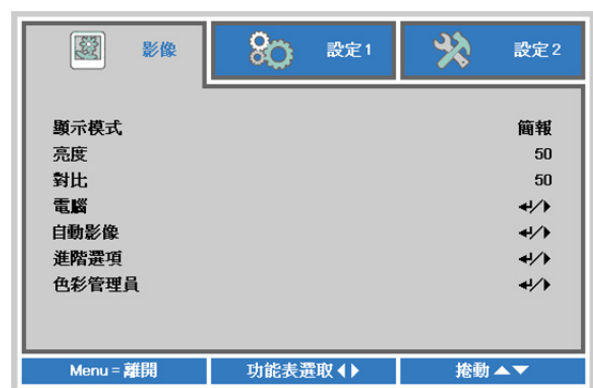 影像 設定1 設定2
顯示模式 簡報
亮度 50
對比 50
電腦
自動影像
進階選項
色彩管理員
Menu = 離開 功能表選取 捲動